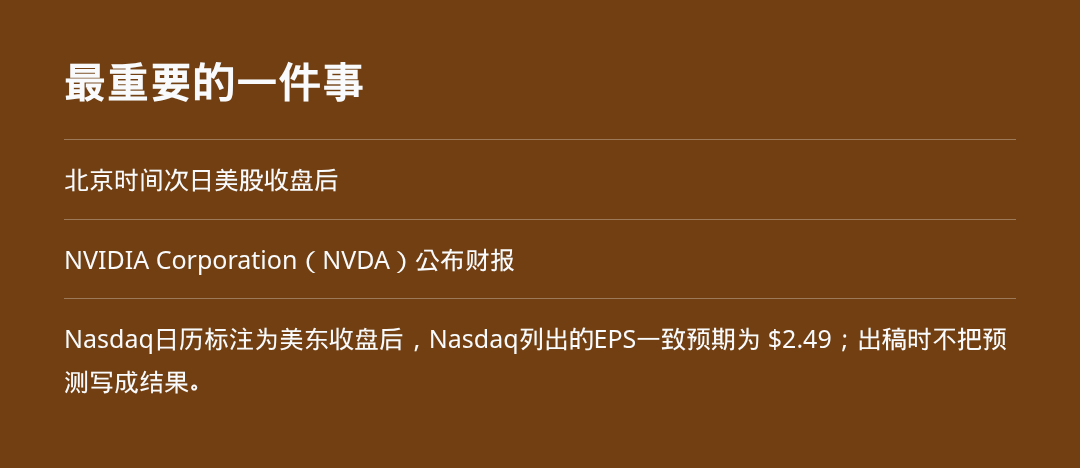 最重要的一件事
北京时间次日美股收盘后
NVIDIA Corporation（NVDA）公布财报
Nasdaq日历标注为美东收盘后，Nasdaq列出的EPS一致预期为 $2.49；出稿时不把预
测写成结果。